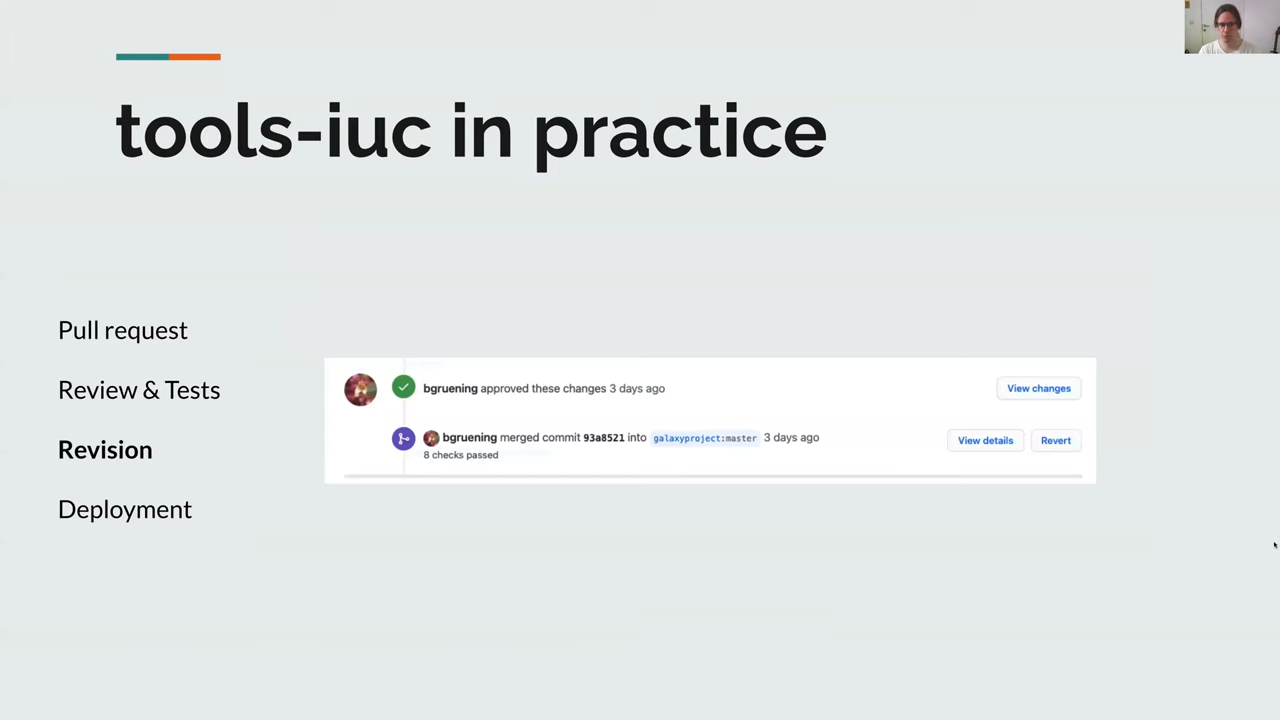 tools-iuc in practice
Pull request
Review & Tests
Revision
Deployment
bgruening approved these changes 3 days ago
View changes
bgruening merged commit 93a8521 into galaxyproject:master 3 days ago
View details
Revert
8 checks passed